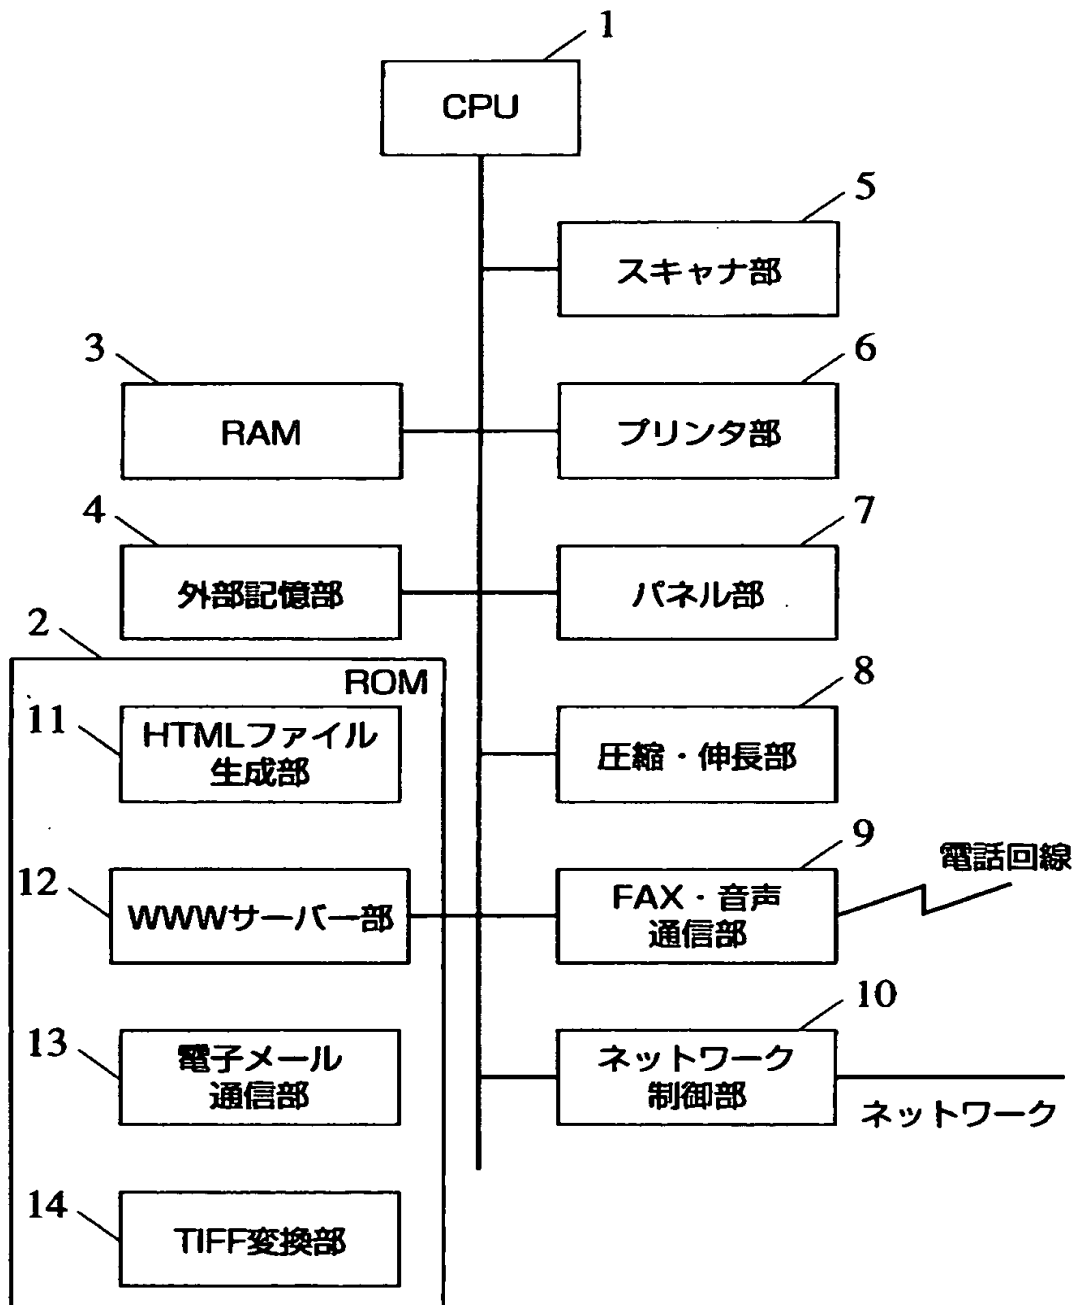 1
CPU
5
スキャナ部
3
RAM
6
プリンタ部
4
外部記憶部
7
パネル部
2
ROM
11
HTMLファイル
生成部
8
圧縮・伸長部
12
WWWサーバー部
9
FAX・音声
通信部
電話回線
13
電子メール
通信部
10
ネットワーク
制御部
ネットワーク
14
TIFF変換部